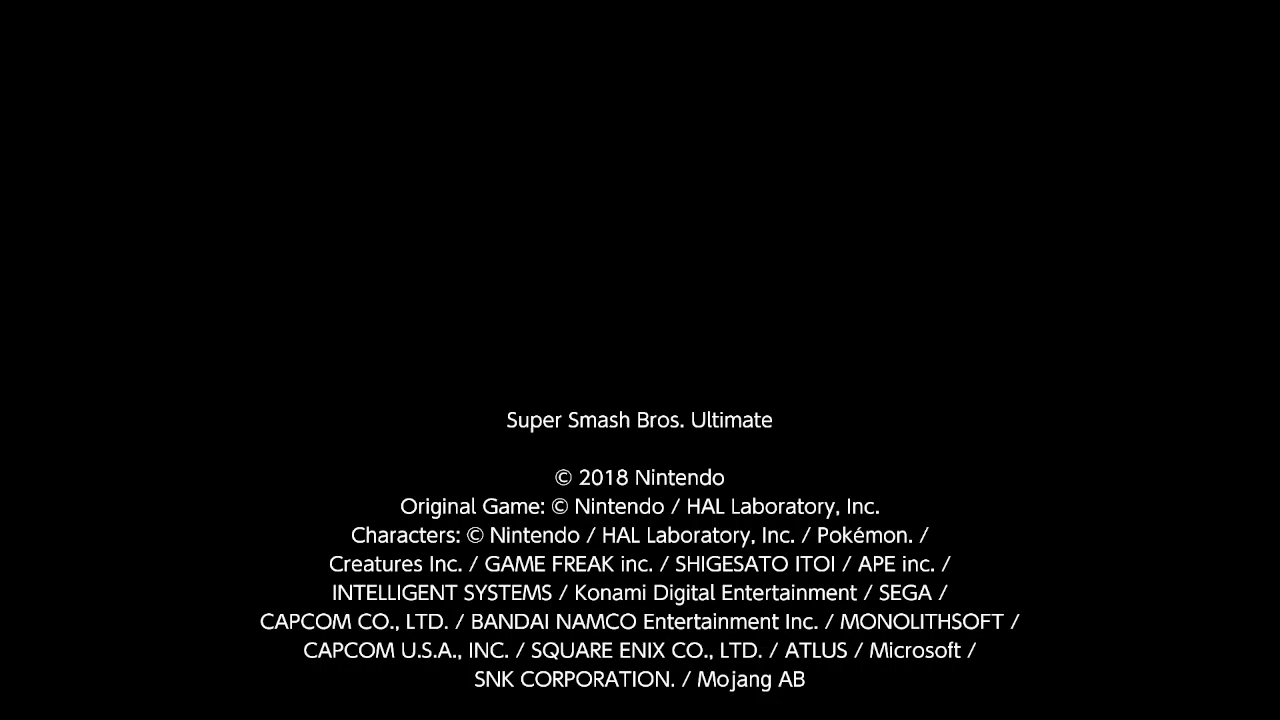 Super Smash Bros. Ultimate
© 2018 Nintendo
Original Game: © Nintendo / HAL Laboratory, Inc.
Characters: © Nintendo / HAL Laboratory, Inc. / Pokémon. /
Creatures Inc. / GAME FREAK inc. / SHIGESATO ITOI / APE inc. /
INTELLIGENT SYSTEMS / Konami Digital Entertainment / SEGA /
CAPCOM CO., LTD. / BANDAI NAMCO Entertainment Inc. / MONOLITHSOFT /
CAPCOM U.S.A., INC. / SQUARE ENIX CO., LTD. / ATLUS / Microsoft /
SNK CORPORATION. / Mojang AB